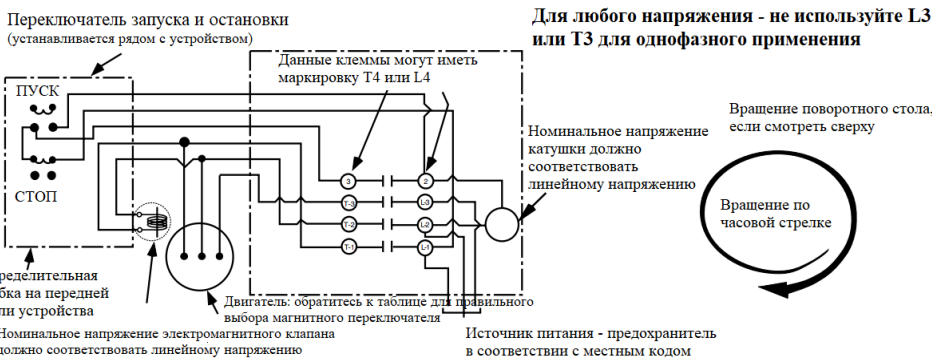 Переключатель запуска и остановки
(устанавливается рядом с устройством)
Для любого напряжения - не используйте L3
или T3 для однофазного применения
Данные клеммы могут иметь
маркировку T4 или L4
ПУСК
СТОП
3
2
T-3
L-3
T-2
L-2
T-1
L-1
Номинальное напряжение
катушки должно
соответствовать
линейному напряжению
Вращение поворотного стола,
если смотреть сверху
Вращение по
часовой стрелке
ределительная
бка на передней
ли устройства
Двигатель: обратитесь к таблице для правильного
выбора магнитного переключателя
Номинальное напряжение электромагнитного клапана
должно соответствовать линейному напряжению
Источник питания - предохранитель
в соответствии с местным кодом